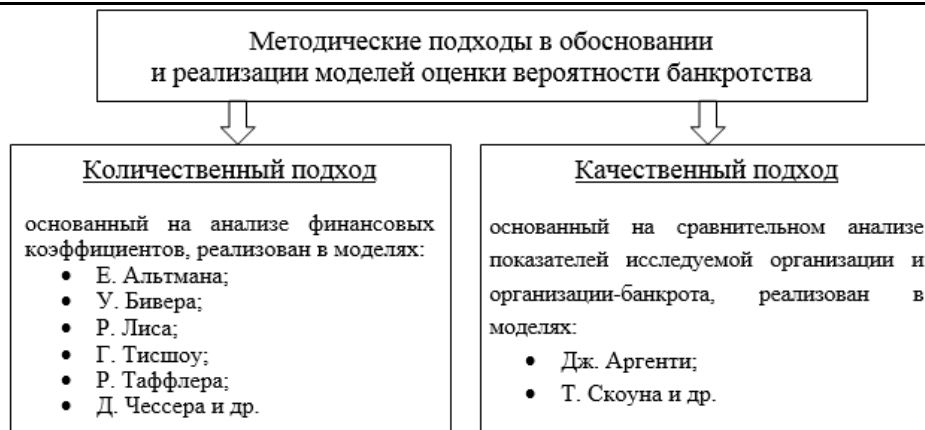 Методические подходы в обосновании
и реализации моделей оценки вероятности банкротства
Количественный подход
основанный на анализе финансовых
коэффициентов, реализован в моделях:
• Е. Альтмана;
• У. Бивера;
• Р. Лиса;
• Г. Тисшоу;
• Р. Таффлера;
• Д. Чессера и др.
Качественный подход
основанный на сравнительном анализе
показателей исследуемой организации и
организации-банкрота, реализован в
моделях:
• Дж. Аргенти;
• Т. Скоуна и др.